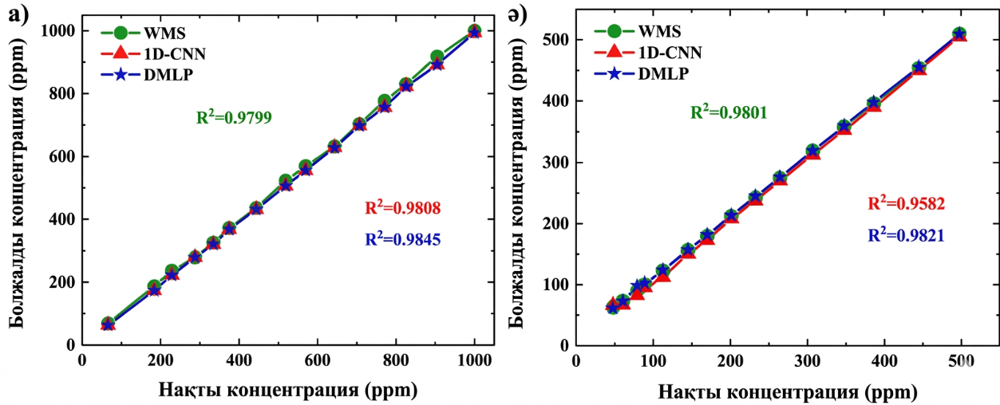 а)
WMS
1D-CNN
DMLP
R²=0.9799
R²=0.9808
R²=0.9845
1000
800
600
400
200
0
0
200
400
600
800
1000
Болжалды концентрация (ppm)
Нақты концентрация (ppm)
ә)
WMS
1D-CNN
DMLP
R²=0.9801
R²=0.9582
R²=0.9821
500
400
300
200
100
0
0
100
200
300
400
500
Болжалды концентрация (ppm)
Нақты концентрация (ppm)